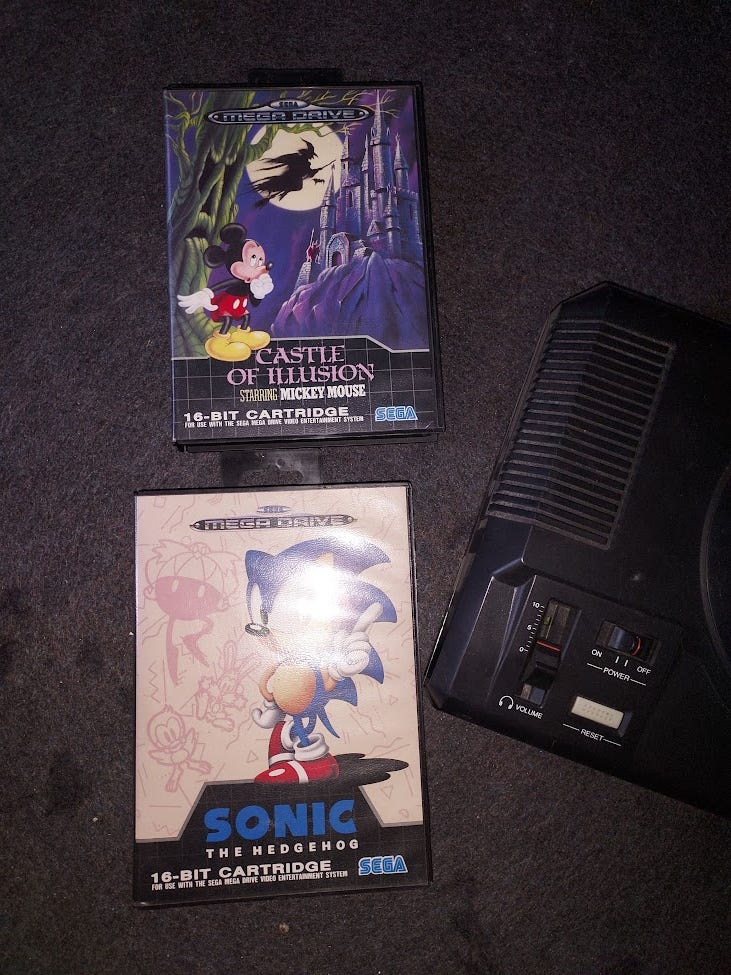 SEGA
MEGA DRIVE
CASTLE
OF ILLUSION
STARRING MICKEY MOUSE
16-BIT CARTRIDGE
FOR USE WITH THE SEGA MEGA DRIVE VIDEO ENTERTAINMENT SYSTEM
SEGA
SEGA
MEGA DRIVE
SONIC
THE HEDGEHOG
16-BIT CARTRIDGE
FOR USE WITH THE SEGA MEGA DRIVE VIDEO ENTERTAINMENT SYSTEM
SEGA
10
5
0
VOLUME
ON OFF
POWER
RESET